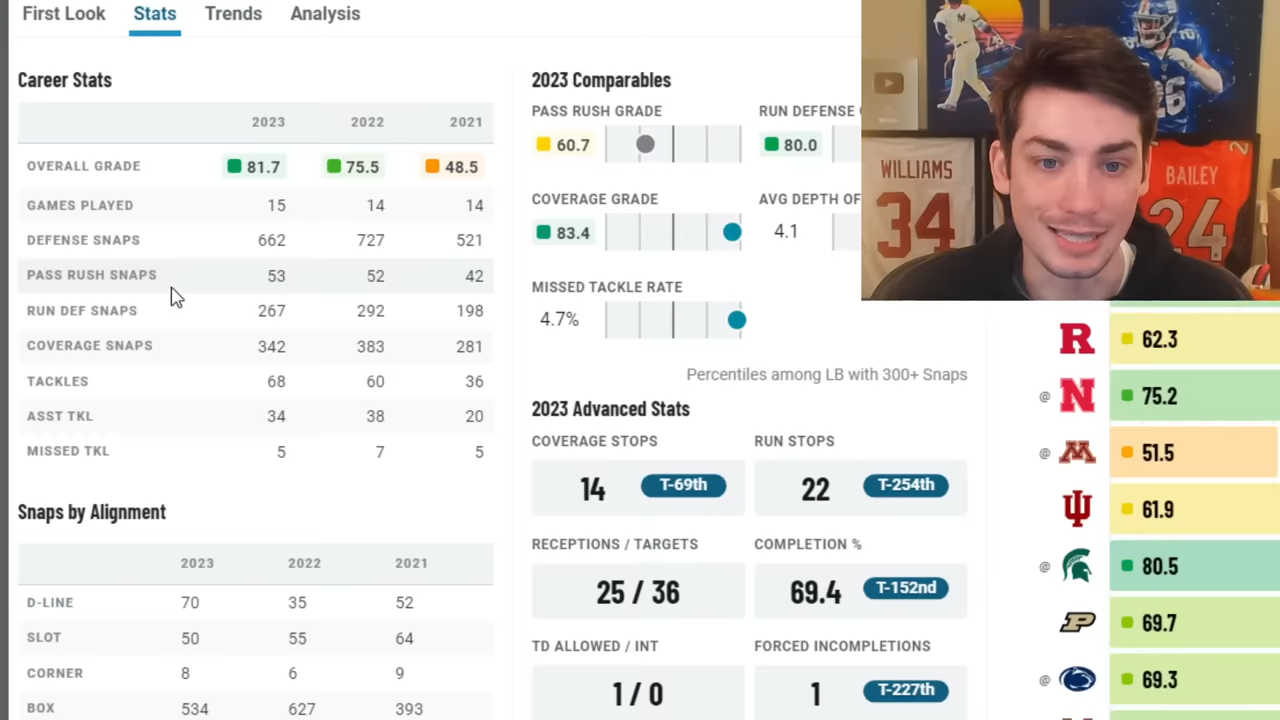 First Look Stats Trends Analysis
Career Stats
2023 2022 2021
OVERALL GRADE 81.7 75.5 48.5
GAMES PLAYED 15 14 14
DEFENSE SNAPS 662 727 521
PASS RUSH SNAPS 53 52 42
RUN DEF SNAPS 267 292 198
COVERAGE SNAPS 342 383 281
TACKLES 68 60 36
ASST TKL 34 38 20
MISSED TKL 5 7 5
Snaps by Alignment
2023 2022 2021
D-LINE 70 35 52
SLOT 50 55 64
CORNER 8 6 9
BOX 534 627 393
2023 Comparables
PASS RUSH GRADE RUN DEFENSE
60.7 80.0
COVERAGE GRADE AVG DEPTH OF
83.4 4.1
MISSED TACKLE RATE
4.7%
Percentiles among LB with 300+ Snaps
2023 Advanced Stats
COVERAGE STOPS RUN STOPS
14 T-69th 22 T-254th
RECEPTIONS / TARGETS COMPLETION %
25 / 36 69.4 T-152nd
TD ALLOWED / INT FORCED INCOMPLETIONS
1 / 0 1 T-227th
WILLIAMS
34
BAILEY
24
26
R 62.3
@ N 75.2
@ M 51.5
61.9
@ 80.5
P 69.7
@ 69.3